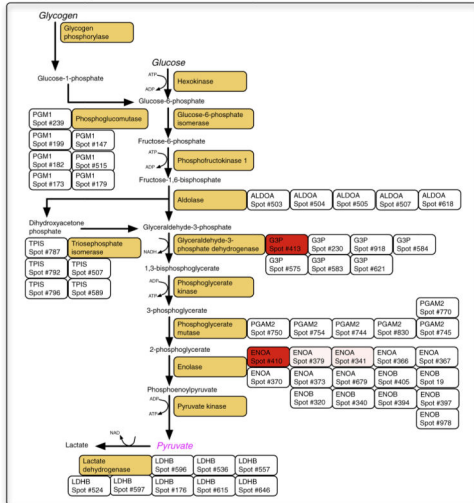 Glycogen
Glycogen
phosphorylase
Glucose
Glucose-1-phosphate
ATP
ADP
Hexokinase
Glucose-6-phosphate
PGM1
Spot #239
Phosphoglucomutase
Glucose-6-phosphate
isomerase
PGM1
Spot #199
PGM1
Spot #147
Fructose-6-phosphate
PGM1
Spot #182
PGM1
Spot #515
ATP
ADP
Phosphofructokinase 1
PGM1
Spot #173
PGM1
Spot #179
Fructose-1,6-bisphosphate
Aldolase
ALDOA
Spot #503
ALDOA
Spot #504
ALDOA
Spot #505
ALDOA
Spot #507
ALDOA
Spot #618
Dihydroxyacetone
phosphate
Glyceraldehyde-3-phosphate
TPIS
Spot #787
Triosephosphate
isomerase
NADH
Glyceraldehyde-3-
phosphate dehydrogenase
G3P
Spot #413
G3P
Spot #230
G3P
Spot #918
G3P
Spot #584
TPIS
Spot #792
TPIS
Spot #507
G3P
Spot #575
G3P
Spot #583
G3P
Spot #621
TPIS
Spot #796
TPIS
Spot #589
1,3-bisphosphoglycerate
ADP
ATP
Phosphoglycerate
kinase
3-phosphoglycerate
PGAM2
Spot #770
Phosphoglycerate
mutase
PGAM2
Spot #750
PGAM2
Spot #754
PGAM2
Spot #744
PGAM2
Spot #830
PGAM2
Spot #745
2-phosphoglycerate
Enolase
ENOA
Spot #410
ENOA
Spot #379
ENOA
Spot #341
ENOA
Spot #366
ENOA
Spot #367
ENOA
Spot #370
ENOA
Spot #373
ENOA
Spot #679
ENOB
Spot #405
ENOB
Spot 19
Phosphoenolpyruvate
ENOB
Spot #320
ENOB
Spot #340
ENOB
Spot #394
ENOB
Spot #397
ADP
ATP
Pyruvate kinase
ENOB
Spot #978
NAD
Lactate
Pyruvate
Lactate
dehydrogenase
LDHB
Spot #596
LDHB
Spot #536
LDHB
Spot #557
LDHB
Spot #524
LDHB
Spot #597
LDHB
Spot #176
LDHB
Spot #615
LDHB
Spot #646